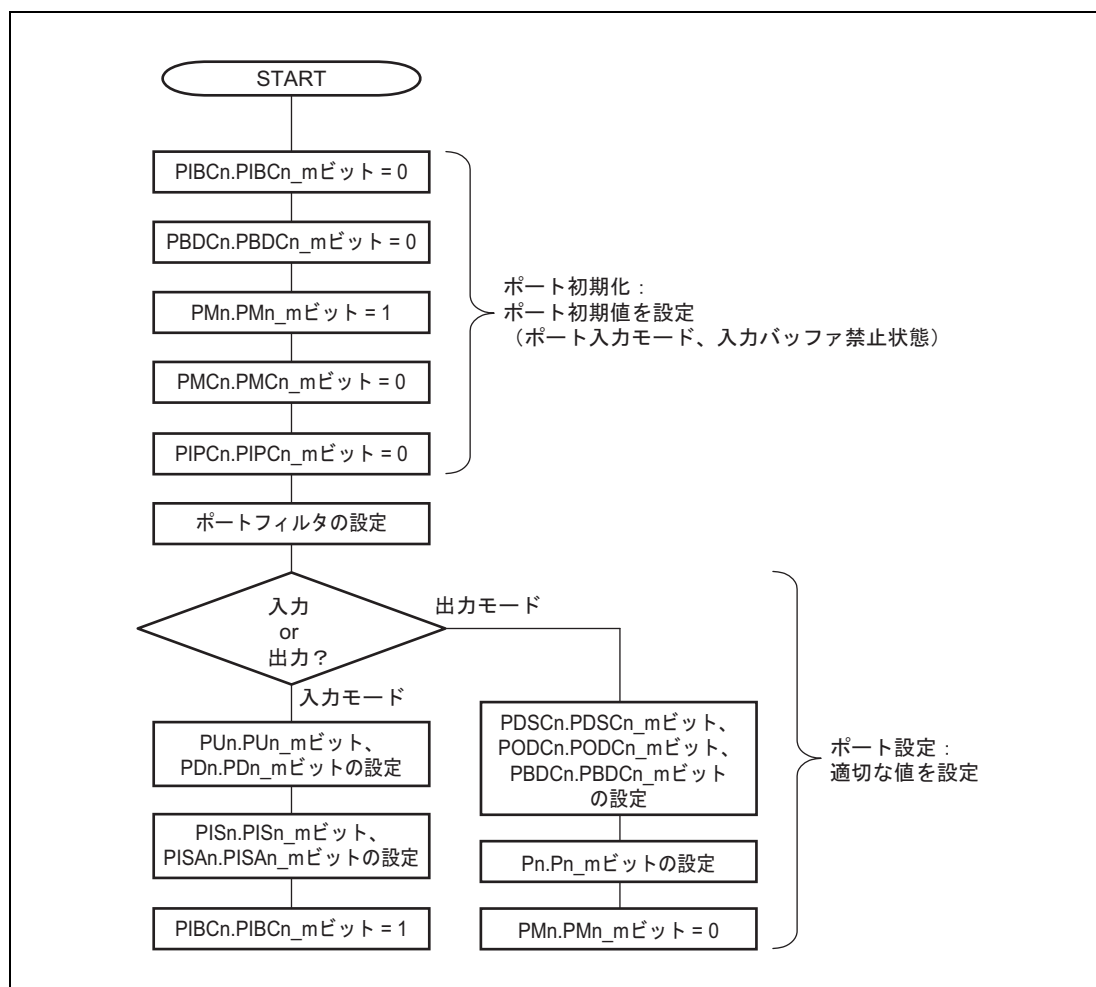 START
PIBCn.PIBCn_mビット = 0
PBDCn.PBDCn_mビット = 0
PMn.PMn_mビット = 1
PMCn.PMCn_mビット = 0
PIPCn.PIPCn_mビット = 0
ポート初期化：
ポート初期値を設定
（ポート入力モード、入力バッファ禁止状態）
ポートフィルタの設定
入力
or
出力？
出力モード
入力モード
PUn.PUn_mビット、
PDn.PDn_mビットの設定
PISn.PISn_mビット、
PISAn.PISAn_mビットの設定
PIBCn.PIBCn_mビット = 1
PDSCn.PDSCn_mビット、
PODCn.PODCn_mビット、
PBDCn.PBDCn_mビット
の設定
Pn.Pn_mビットの設定
PMn.PMn_mビット = 0
ポート設定：
適切な値を設定